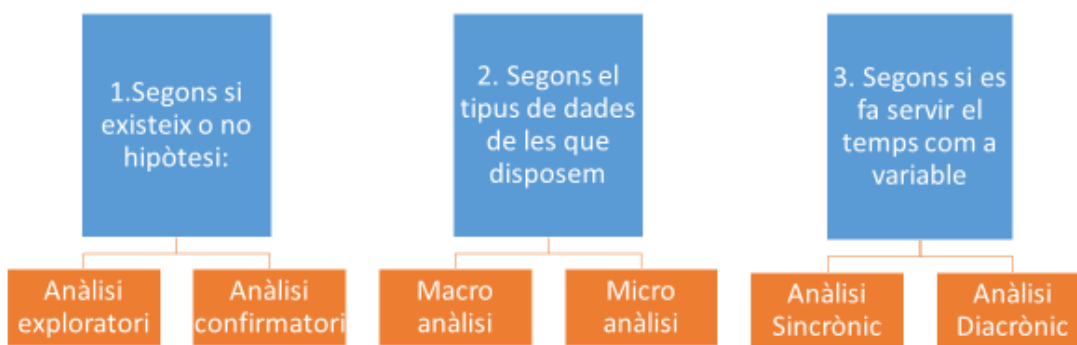 1.Segons si
existeix o no
hipòtesi:
Anàlisi
exploratori
Anàlisi
confirmatori
2. Segons el
tipus de dades
de les que
disposem
Macro
anàlisi
Micro
anàlisi
3. Segons si es
fa servir el
temps com a
variable
Anàlisi
Sincrònic
Anàlisi
Diacrònic